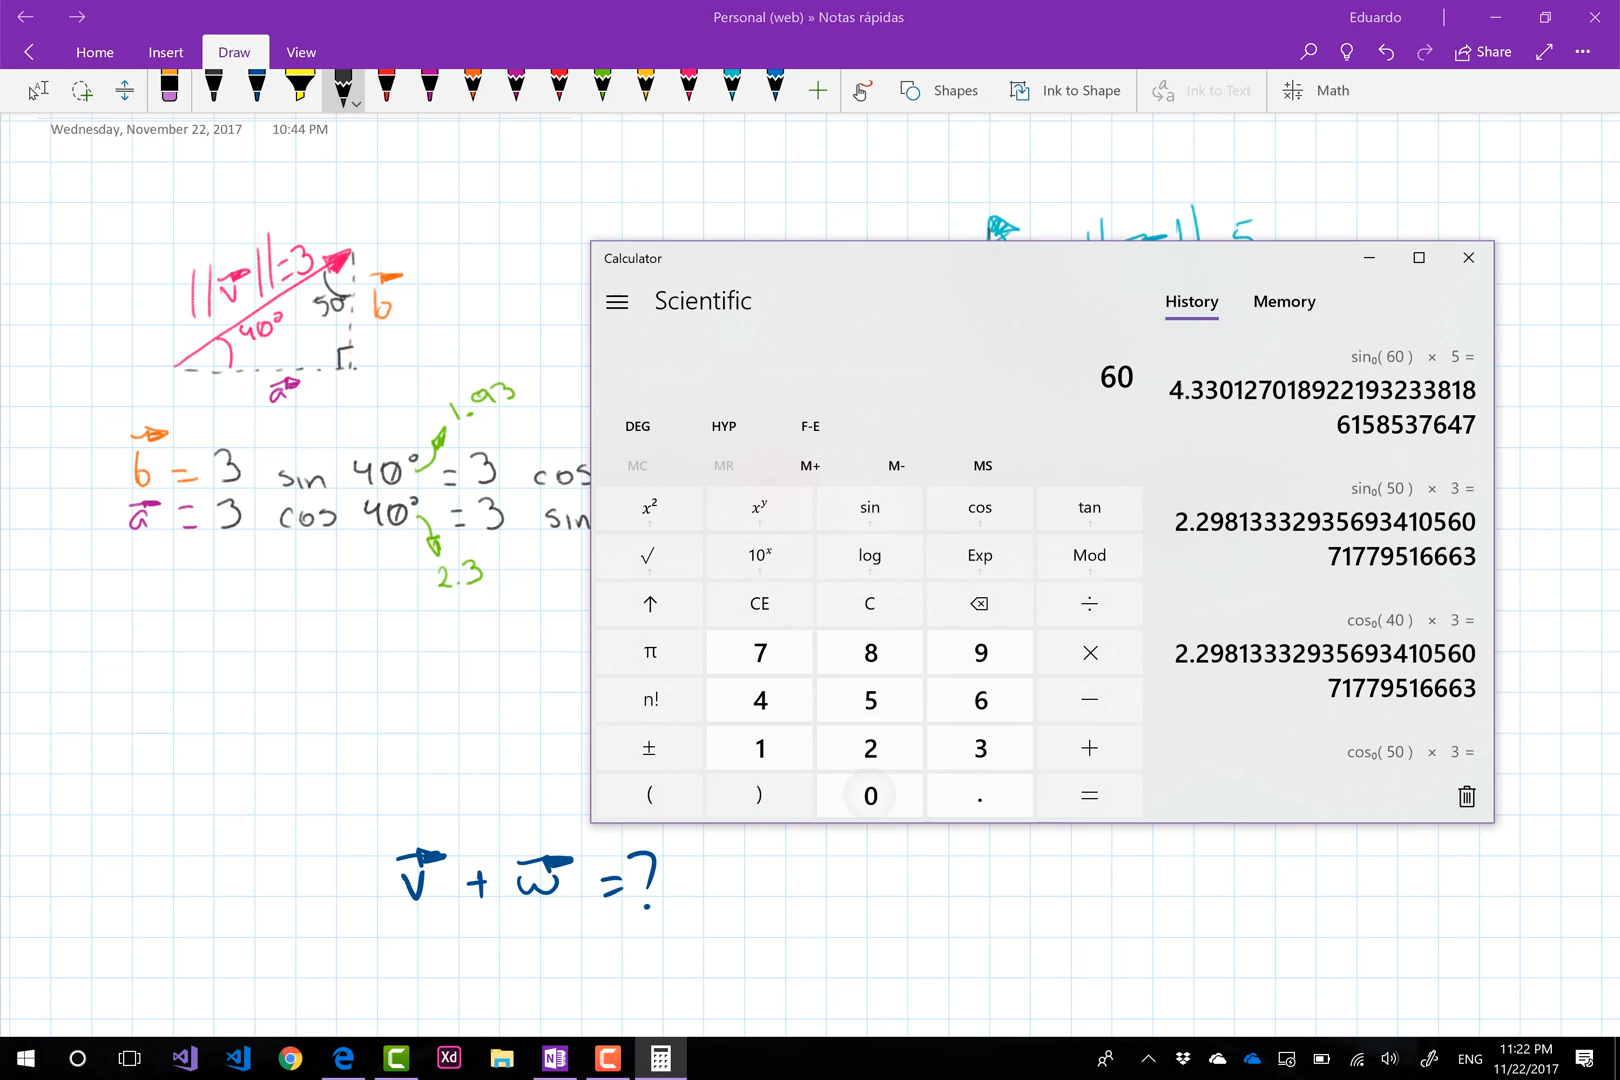 Personal (web) » Notas rápidas
Eduardo
Home Insert Draw View
Share
Shapes Ink to Shape Ink to Text Math
Wednesday, November 22, 2017 10:44 PM
||v||=3
50°
b
40°
a
5
1.93
b = 3 sin 40° = 3 cos
a = 3 cos 40° = 3 sin
2.3
v + w = ?
Calculator
Scientific
60
DEG HYP F-E
MC MR M+ M- MS
x² xʸ sin cos tan
√ 10ˣ log Exp Mod
↑ CE C ÷
π 7 8 9 ×
n! 4 5 6 −
± 1 2 3 +
( ) 0 . =
History Memory
sin₀( 60 ) × 5 =
4.330127018922193233818
6158537647
sin₀( 50 ) × 3 =
2.29813332935693410560
71779516663
cos₀( 40 ) × 3 =
2.29813332935693410560
71779516663
cos₀( 50 ) × 3 =
Xd
ENG
11:22 PM
11/22/2017